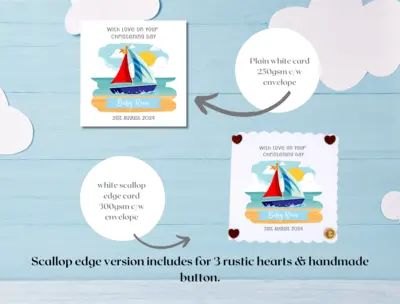 With Love on Your
Christening Day
Baby Ross
31st March 2024
Plain white card
250gsm c/w
envelope
white scallop
edge card
300gsm c/w
envelope
With Love on Your
Christening Day
Baby Ross
31st March 2024
Scallop edge version includes for 3 rustic hearts & handmade
button.